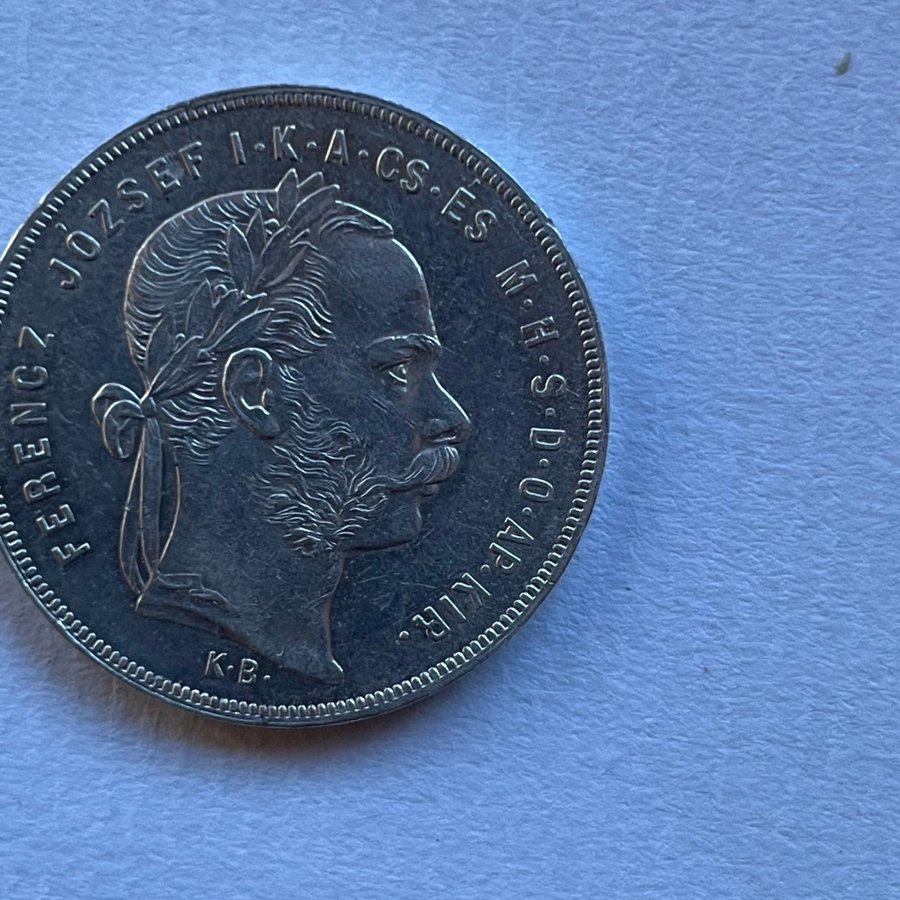 FERENCZ JÓZSEF I·K·A·CS·ÉS M·H·S·D·O·AP·KIR.
K·B.